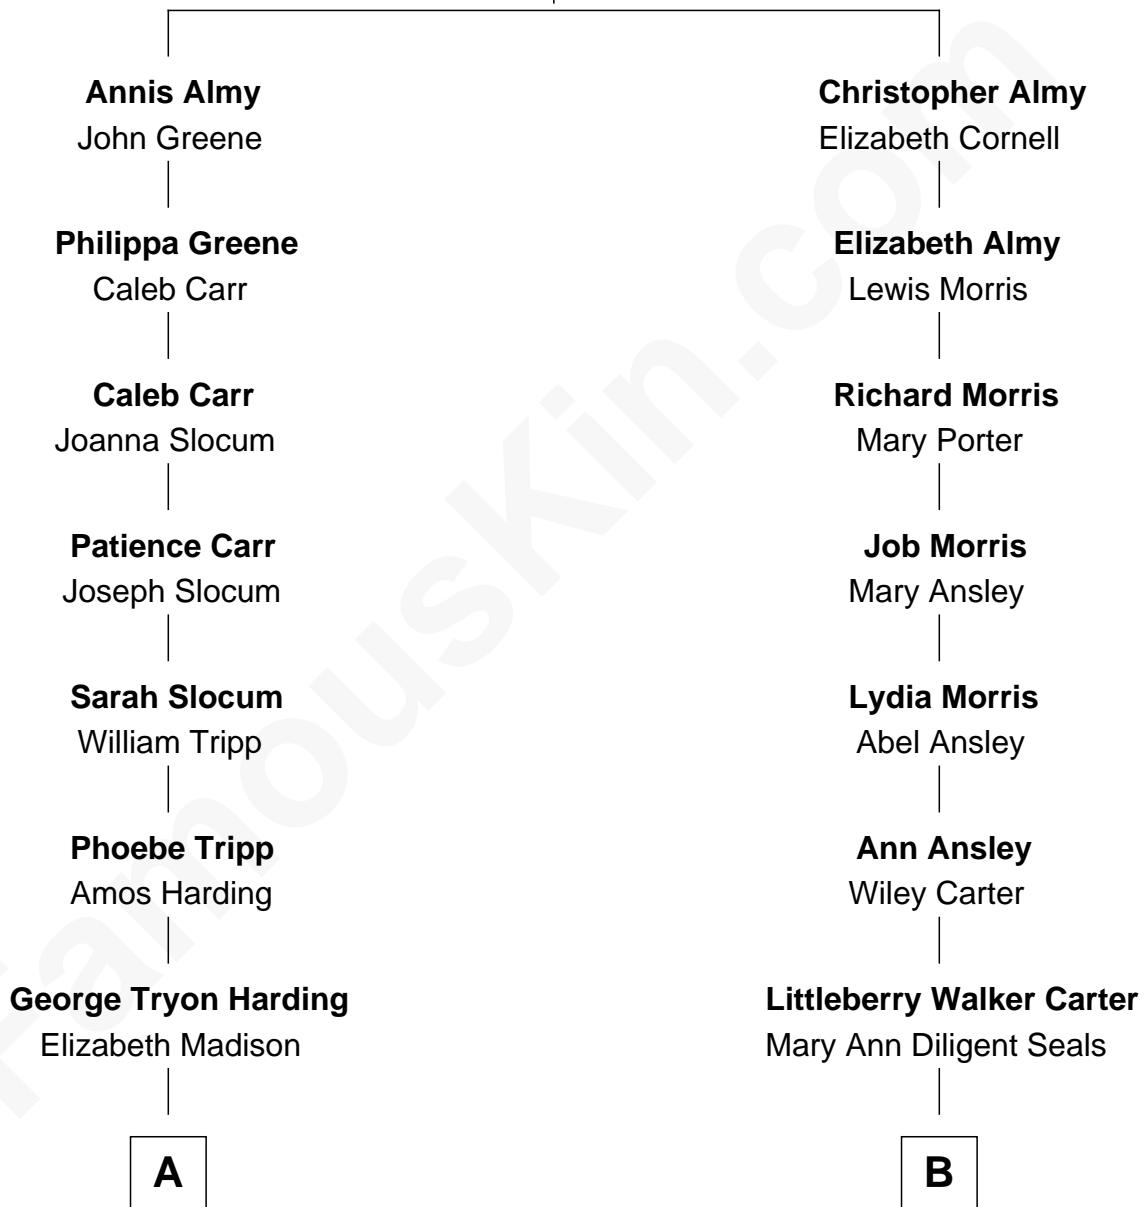 Annis Almy
John Greene
Christopher Almy
Elizabeth Cornell
Philippa Greene
Caleb Carr
Elizabeth Almy
Lewis Morris
Caleb Carr
Joanna Slocum
Richard Morris
Mary Porter
Patience Carr
Joseph Slocum
Job Morris
Mary Ansley
Sarah Slocum
William Tripp
Lydia Morris
Abel Ansley
Phoebe Tripp
Amos Harding
Ann Ansley
Wiley Carter
George Tryon Harding
Elizabeth Madison
Littleberry Walker Carter
Mary Ann Diligent Seals
A
B
FamousKin.com